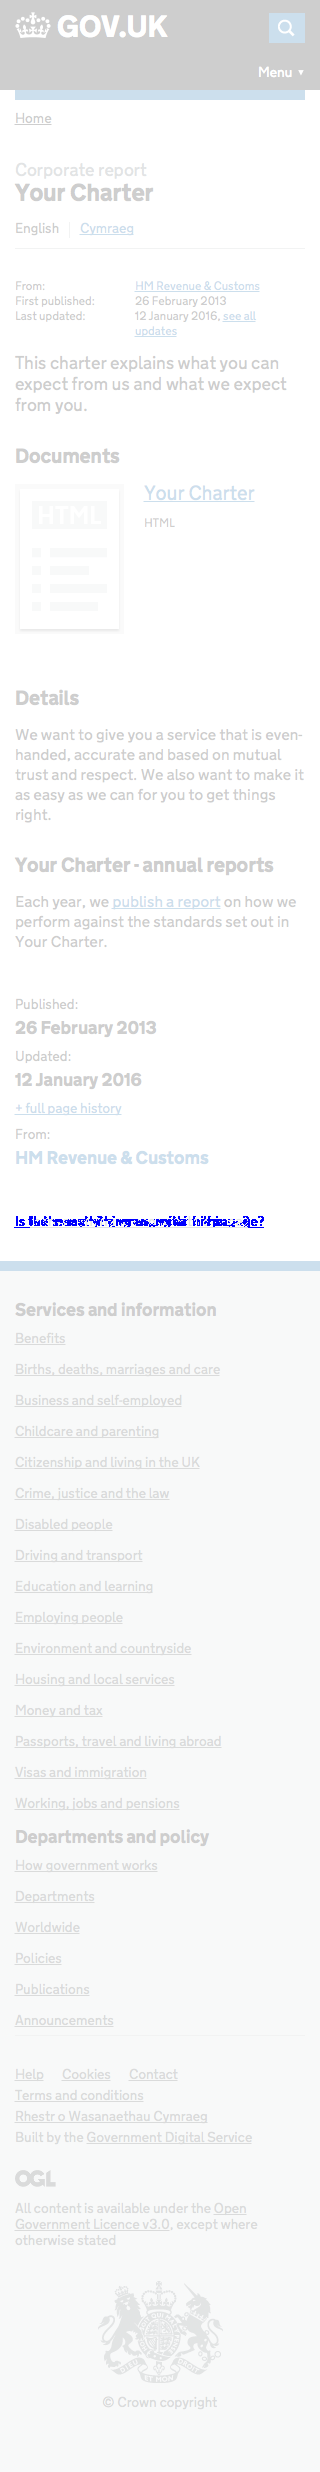 GOV.UK
Menu ▼
Home
Corporate report
Your Charter
English Cymraeg
From: HM Revenue & Customs
First published: 26 February 2013
Last updated: 12 January 2016, see all
updates
This charter explains what you can
expect from us and what we expect
from you.
Documents
HTML
Your Charter
HTML
Details
We want to give you a service that is even-
handed, accurate and based on mutual
trust and respect. We also want to make it
as easy as we can for you to get things
right.
Your Charter - annual reports
Each year, we publish a report on how we
perform against the standards set out in
Your Charter.
Published:
26 February 2013
Updated:
12 January 2016
+ full page history
From:
HM Revenue & Customs
Is
Services and information
Benefits
Births, deaths, marriages and care
Business and self-employed
Childcare and parenting
Citizenship and living in the UK
Crime, justice and the law
Disabled people
Driving and transport
Education and learning
Employing people
Environment and countryside
Housing and local services
Money and tax
Passports, travel and living abroad
Visas and immigration
Working, jobs and pensions
Departments and policy
How government works
Departments
Worldwide
Policies
Publications
Announcements
Help Cookies Contact
Terms and conditions
Rhestr o Wasanaethau Cymraeg
Built by the Government Digital Service
OGL
All content is available under the Open
Government Licence v3.0, except where
otherwise stated
© Crown copyright